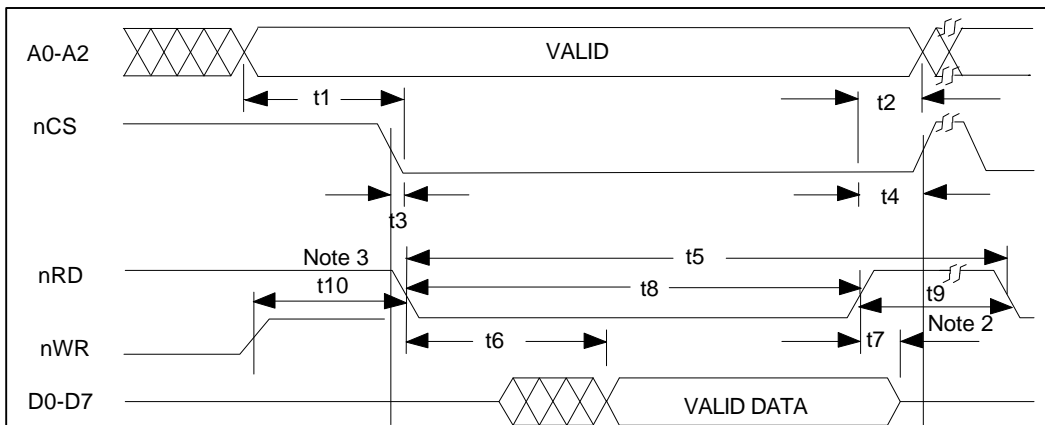 A0-A2
VALID
t1
t2
nCS
t3
t4
Note 3
t5
nRD
t10
t8
t9
nWR
t6
t7
Note 2
D0-D7
VALID DATA